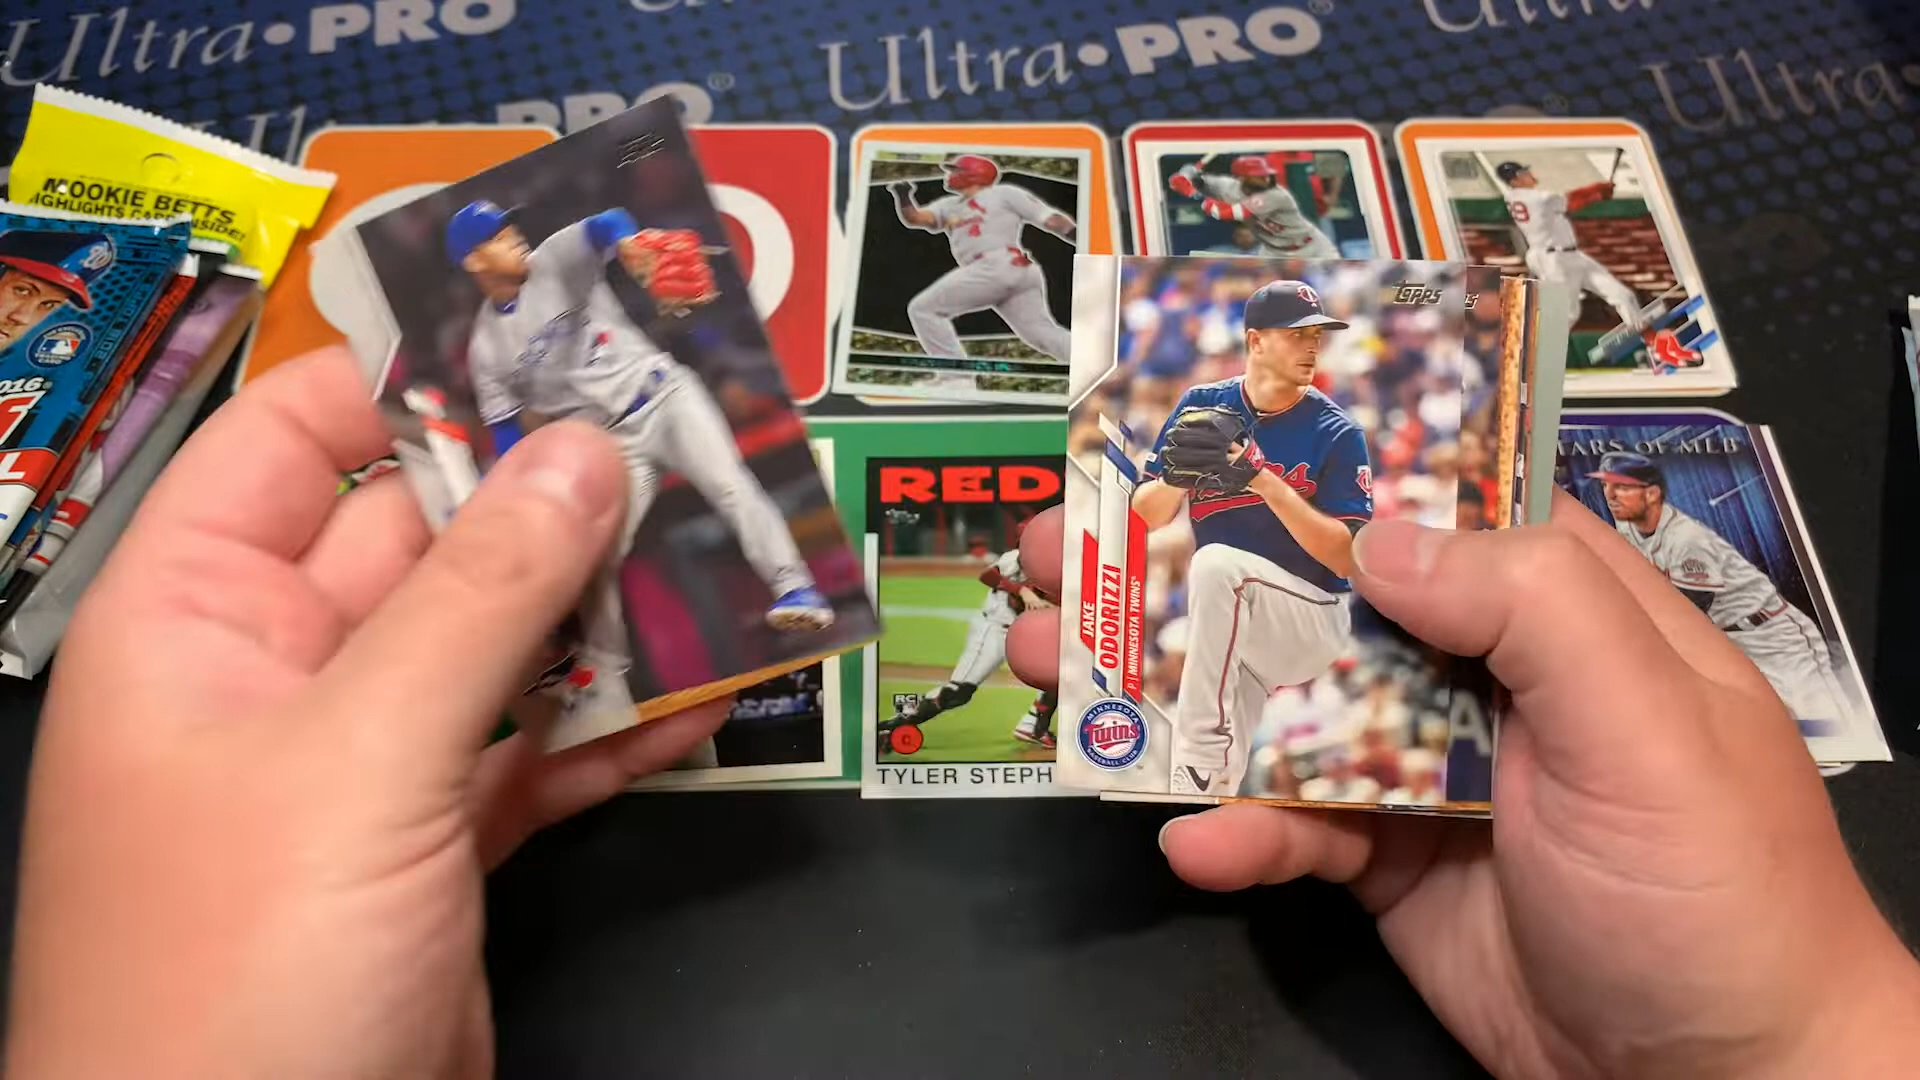 Ultra•PRO
Ultra•PRO®
Ultra
Ultra
PRO®
MOOKIE BETTS
HIGHLIGHTS CARD
INSIDE!
2016
TOPPS
JAKE
ODORIZZI
P | MINNESOTA TWINS
MINNESOTA
Twins
BASEBALL CLUB
STARS OF MLB
REDS
RC
C
TYLER STEPH